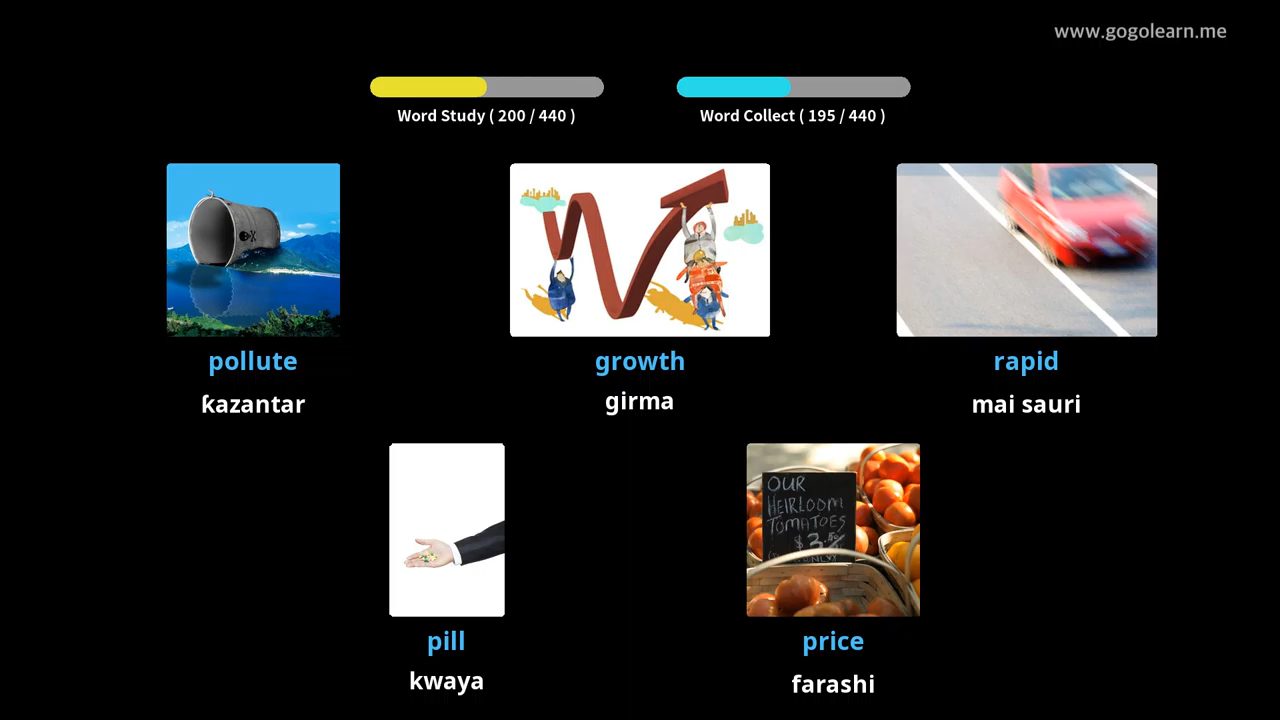 www.gogolearn.me
Word Study ( 200 / 440 )
Word Collect ( 195 / 440 )
pollute
ƙazantar
growth
girma
rapid
mai sauri
OUR
HEIRLOOM
TOMATOES
pill
kwaya
price
farashi